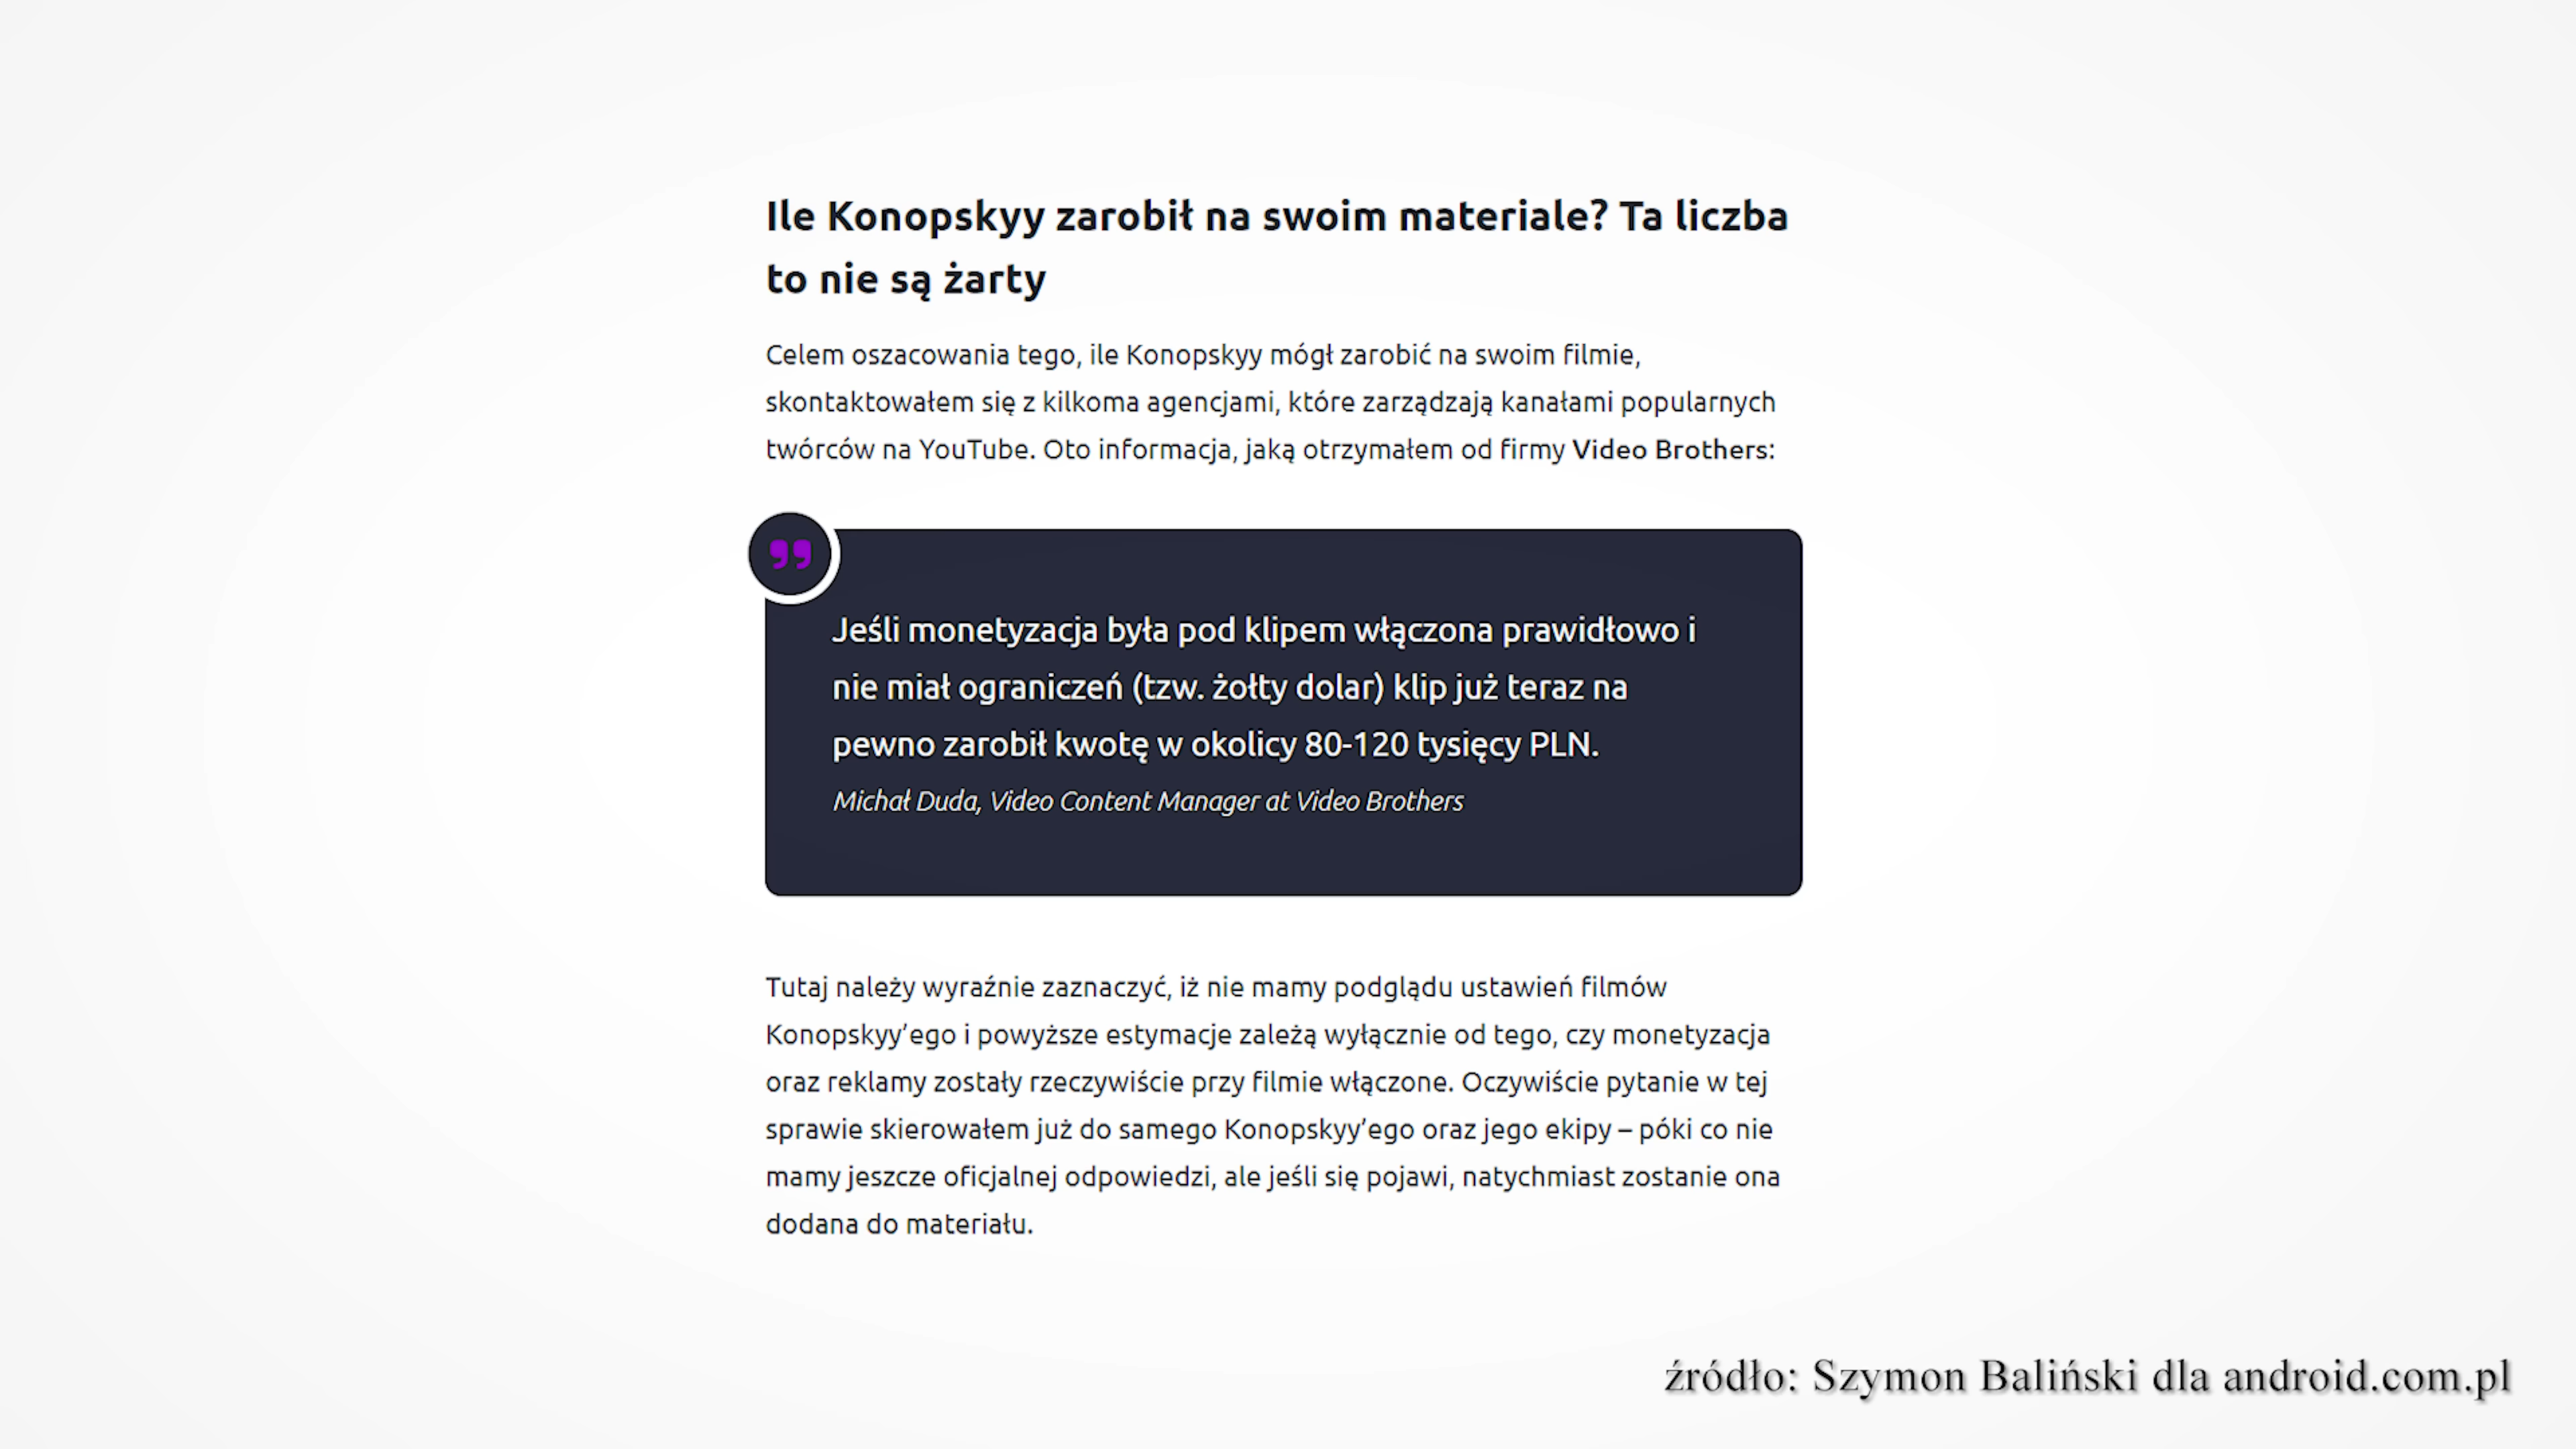 Ile Konopskyy zarobił na swoim materiale? Ta liczba
to nie są żarty
Celem oszacowania tego, ile Konopskyy mógł zarobić na swoim filmie,
skontaktowałem się z kilkoma agencjami, które zarządzają kanałami popularnych
twórców na YouTube. Oto informacja, jaką otrzymałem od firmy Video Brothers:
Jeśli monetyzacja była pod klipem włączona prawidłowo i
nie miał ograniczeń (tzw. żołty dolar) klip już teraz na
pewno zarobił kwotę w okolicy 80-120 tysięcy PLN.
Michał Duda, Video Content Manager at Video Brothers
Tutaj należy wyraźnie zaznaczyć, iż nie mamy podglądu ustawień filmów
Konopskyy’ego i powyższe estymacje zależą wyłącznie od tego, czy monetyzacja
oraz reklamy zostały rzeczywiście przy filmie włączone. Oczywiście pytanie w tej
sprawie skierowałem już do samego Konopskyy’ego oraz jego ekipy – póki co nie
mamy jeszcze oficjalnej odpowiedzi, ale jeśli się pojawi, natychmiast zostanie ona
dodana do materiału.
źródło: Szymon Baliński dla android.com.pl